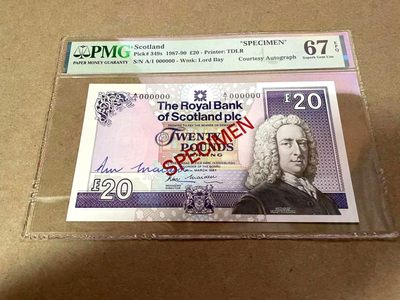 PMG
PAPER MONEY GUARANTY
Scotland "SPECIMEN"
Pick# 349s 1987-90 £20 - Printer: TDLR
S/N A/1 000000 - Wmk: Lord Ilay
Courtesy Autograph
67 EPQ
Superb Gem Unc
A/1 000000 A/1 000000 £20
The Royal Bank
of Scotland plc
TWENTY
POUNDS
STERLING
SPECIMEN
£20